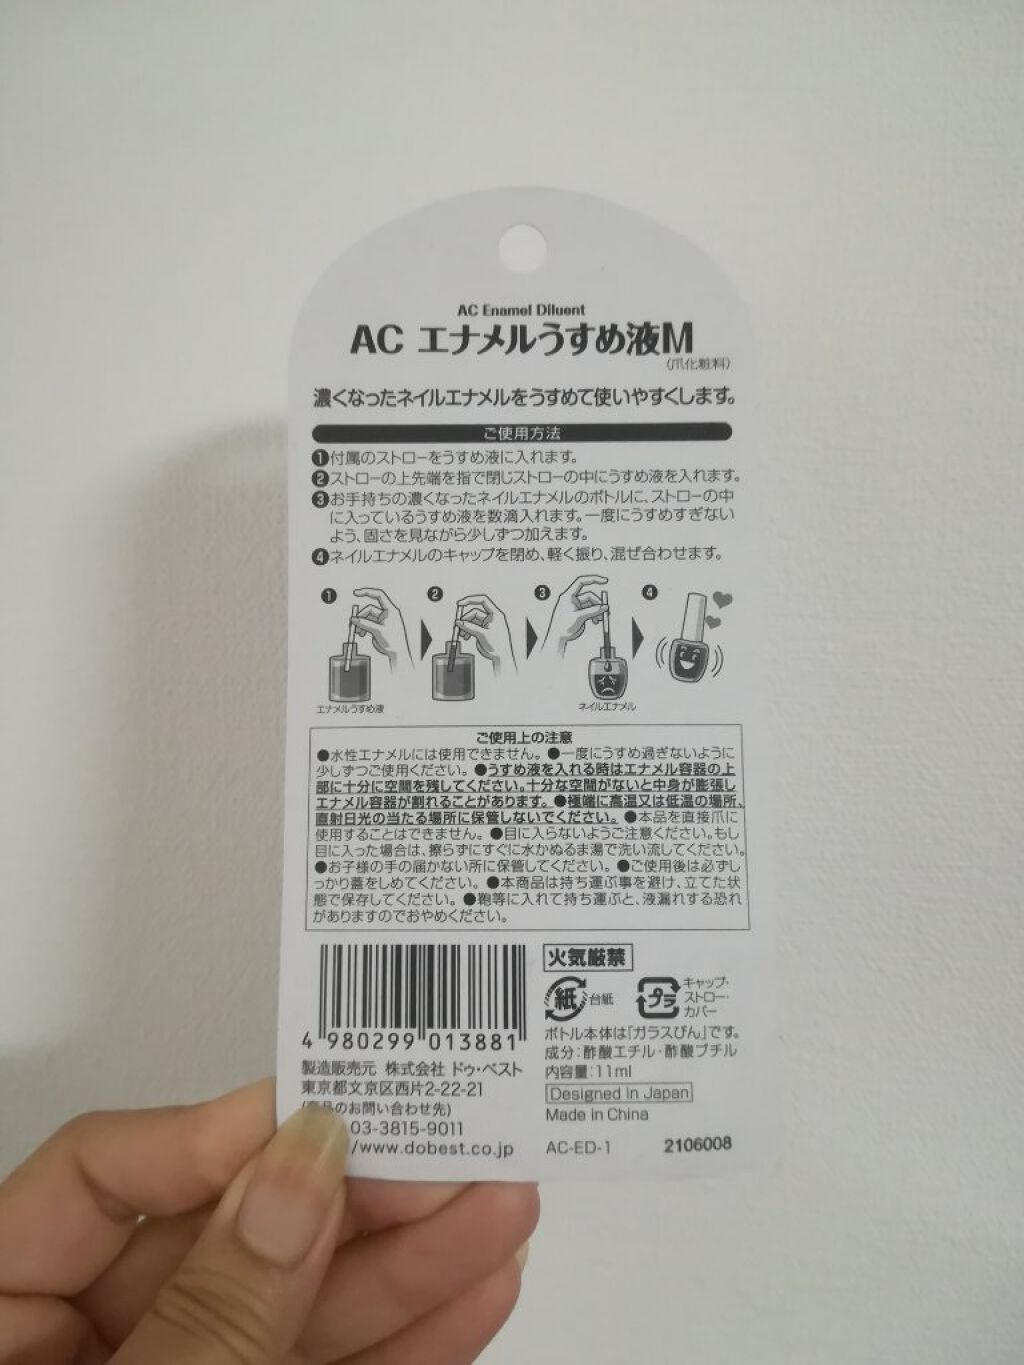 AC Enamel Diluent
AC エナメルうすめ液M
(爪化粧料)
濃くなったネイルエナメルをうすめて使いやすくします。
ご使用方法
❶付属のストローをうすめ液に入れます。
❷ストローの上先端を指で閉じストローの中にうすめ液を入れます。
❸お手持ちの濃くなったネイルエナメルのボトルに、ストローの中
に入っているうすめ液を数滴入れます。一度にうすめすぎない
よう、固さを見ながら少しずつ加えます。
❹ネイルエナメルのキャップを閉め、軽く振り、混ぜ合わせます。
❶ ❷ ❸ ❹
エナメルうすめ液
ネイルエナメル
ご使用上の注意
●水性エナメルには使用できません。●一度にうすめ過ぎないように
少しずつご使用ください。●うすめ液を入れる時はエナメル容器の上
部に十分に空間を残してください。十分な空間がないと中身が膨張し
エナメル容器が割れることがあります。●極端に高温又は低温の場所、
直射日光の当たる場所に保管しないでください。●本品を直接爪に
使用することはできません。●目に入らないようご注意ください。もし
目に入った場合は、擦らずにすぐに水かぬるま湯で洗い流してください。
●お子様の手の届かない所に保管してください。●ご使用後は必ずし
っかり蓋をしめてください。●本商品は持ち運ぶ事を避け、立てた状
態で保存してください。●鞄等に入れて持ち運ぶと、液漏れする恐れ
がありますのでおやめください。
4 980299 013881
製造販売元 株式会社 ドゥ・ベスト
東京都文京区西片2-22-21
(商品のお問い合わせ先)
03-3815-9011
/www.dobest.co.jp
火気厳禁
紙 台紙
プラ キャップ・
ストロー・
カバー
ボトル本体は「ガラスびん」です。
成分:酢酸エチル・酢酸ブチル
内容量:11ml
Designed in Japan
Made in China
AC-ED-1 2106008